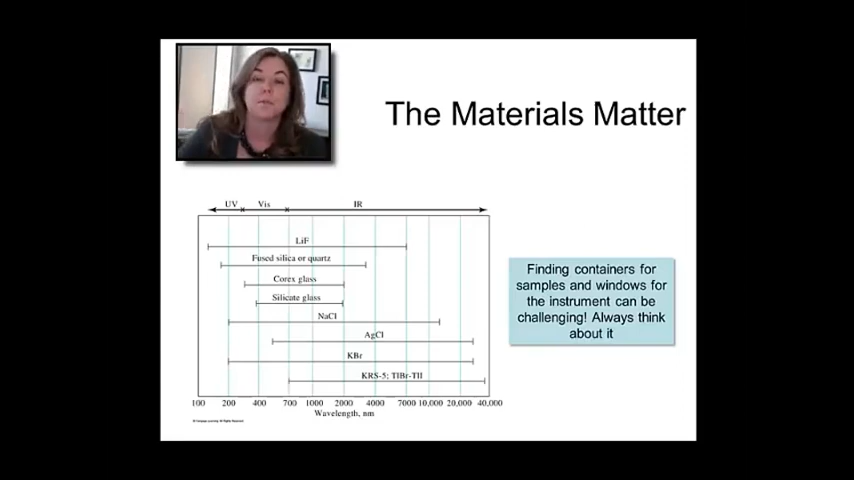 The Materials Matter
UV Vis IR
LiF
Fused silica or quartz
Corex glass
Silicate glass
NaCl
AgCl
KBr
KRS-5; TlBr-TlI
100 200 400 700 1000 2000 4000 7000 10,000 20,000 40,000
Wavelength, nm
Finding containers for
samples and windows for
the instrument can be
challenging! Always think
about it